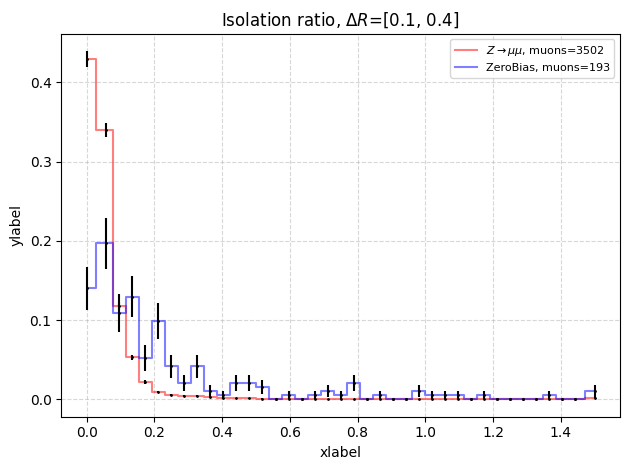 Isolation ratio, ΔR=[0.1, 0.4]
Z→μμ, muons=3502
ZeroBias, muons=193
ylabel
0.4
0.3
0.2
0.1
0.0
0.0 0.2 0.4 0.6 0.8 1.0 1.2 1.4
xlabel